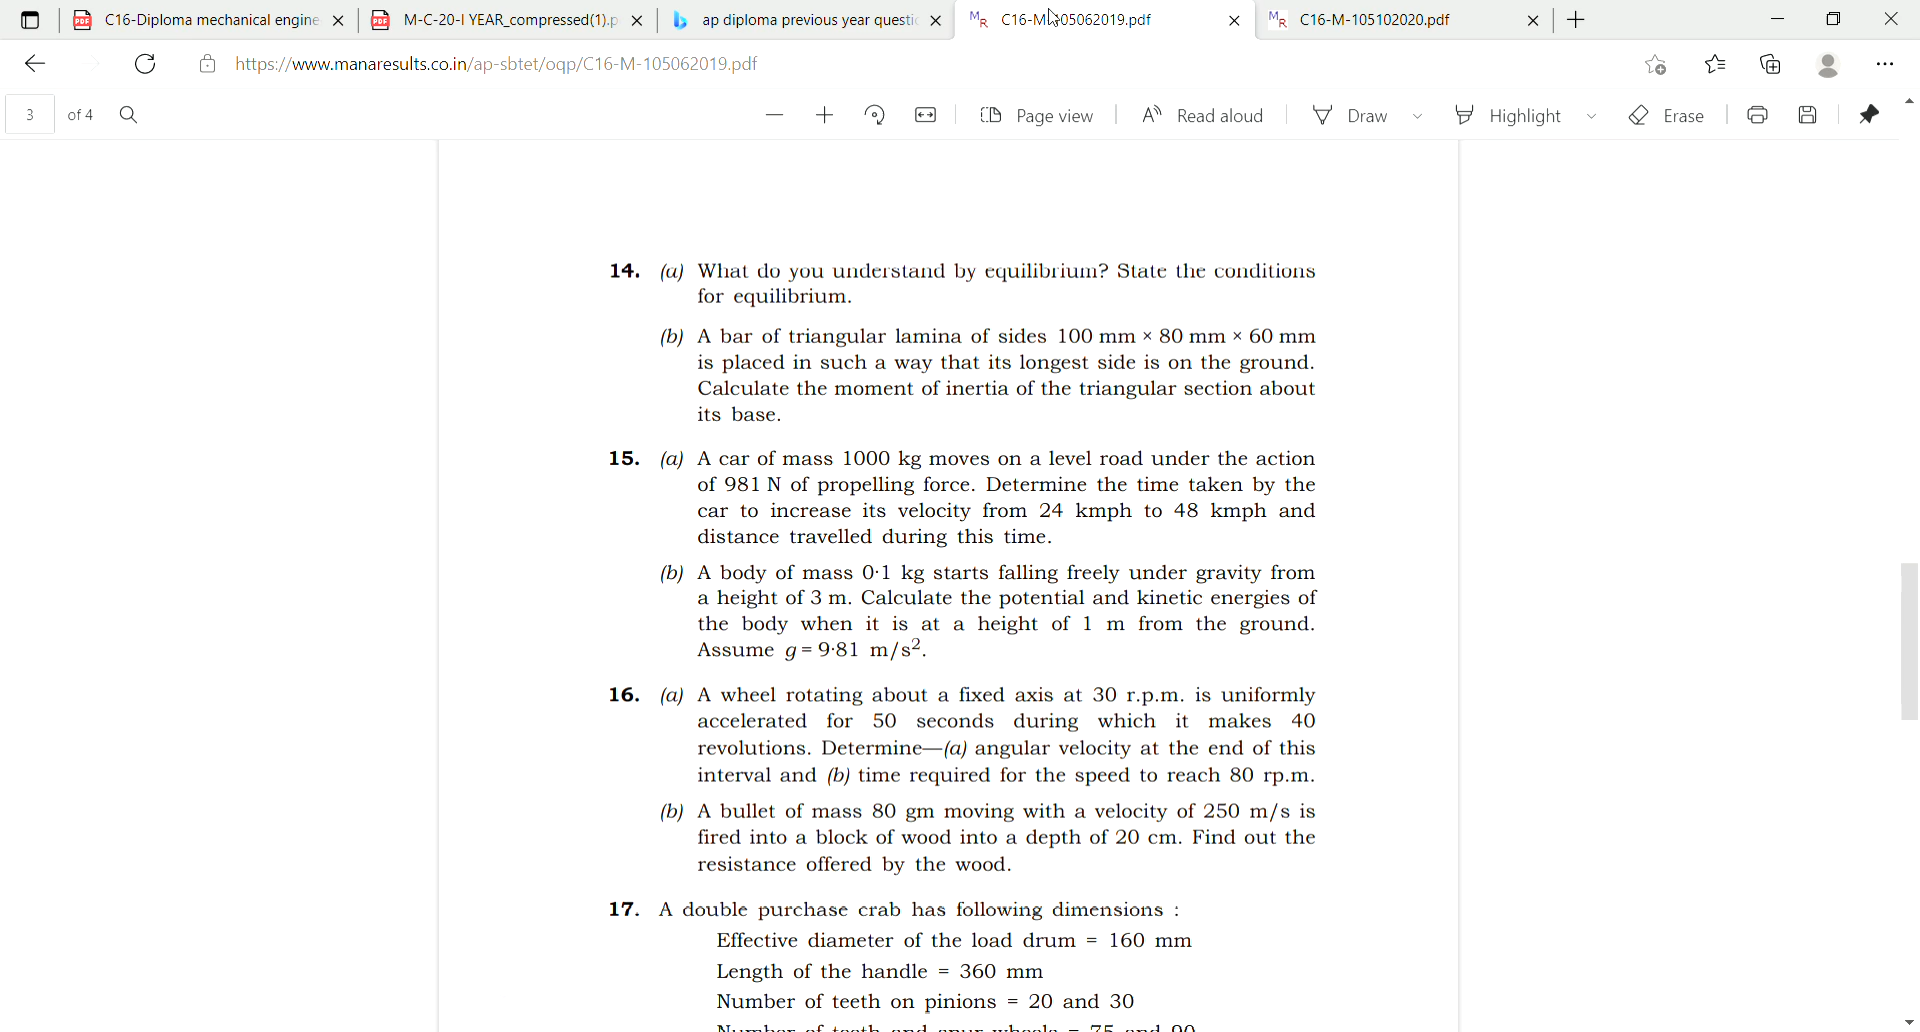 C16-Diploma mechanical engine
M-C-20-I YEAR_compressed(1).p
ap diploma previous year questi
C16-M-105062019.pdf
C16-M-105102020.pdf
https://www.manaresults.co.in/ap-sbtet/oqp/C16-M-105062019.pdf
3 of 4
Page view
Read aloud
Draw
Highlight
Erase
14. (a) What do you understand by equilibrium? State the conditions
for equilibrium.
(b) A bar of triangular lamina of sides 100 mm × 80 mm × 60 mm
is placed in such a way that its longest side is on the ground.
Calculate the moment of inertia of the triangular section about
its base.
15. (a) A car of mass 1000 kg moves on a level road under the action
of 981 N of propelling force. Determine the time taken by the
car to increase its velocity from 24 kmph to 48 kmph and
distance travelled during this time.
(b) A body of mass 0·1 kg starts falling freely under gravity from
a height of 3 m. Calculate the potential and kinetic energies of
the body when it is at a height of 1 m from the ground.
Assume g = 9·81 m/s².
16. (a) A wheel rotating about a fixed axis at 30 r.p.m. is uniformly
accelerated for 50 seconds during which it makes 40
revolutions. Determine—(a) angular velocity at the end of this
interval and (b) time required for the speed to reach 80 rp.m.
(b) A bullet of mass 80 gm moving with a velocity of 250 m/s is
fired into a block of wood into a depth of 20 cm. Find out the
resistance offered by the wood.
17. A double purchase crab has following dimensions :
Effective diameter of the load drum = 160 mm
Length of the handle = 360 mm
Number of teeth on pinions = 20 and 30
Number of teeth and spur wheels = 75 and 90